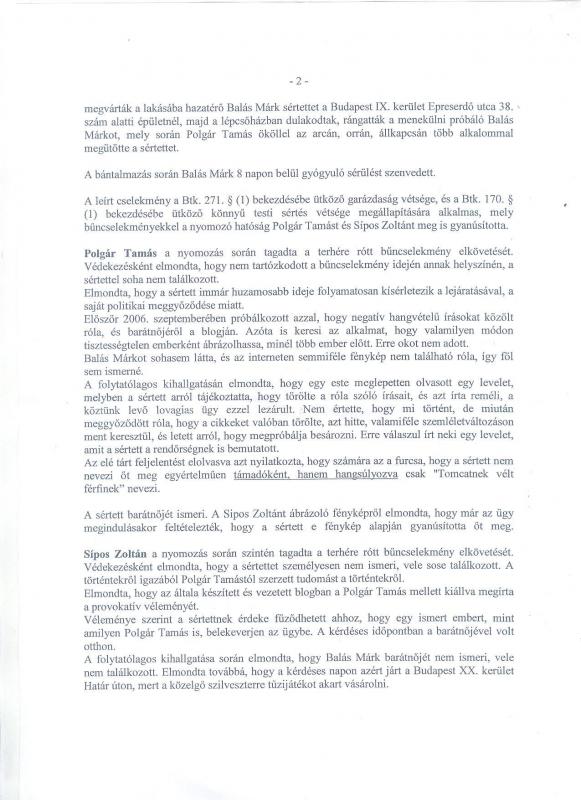 - 2 -
megvárták a lakásába hazatérő Balás Márk sértettet a Budapest IX. kerület Epreserdő utca 38.
szám alatti épületnél, majd a lépcsőházban dulakodtak, rángatták a menekülni próbáló Balás
Márkot, mely során Polgár Tamás ököllel az arcán, orrán, állkapcsán több alkalommal
megütötte a sértettet.
A bántalmazás során Balás Márk 8 napon belül gyógyuló sérülést szenvedett.
A leírt cselekmény a Btk. 271. § (1) bekezdésébe ütköző garázdaság vétsége, és a Btk. 170. §
(1) bekezdésébe ütköző könnyű testi sértés vétsége megállapítására alkalmas, mely
bűncselekményekkel a nyomozó hatóság Polgár Tamást és Sípos Zoltánt meg is gyanúsította.
Polgár Tamás a nyomozás során tagadta a terhére rótt bűncselekmény elkövetését.
Védekezésként elmondta, hogy nem tartózkodott a bűncselekmény idején annak helyszínén, a
sértettel soha nem találkozott.
Elmondta, hogy a sértett immár huzamosabb ideje folyamatosan kísérletezik a lejáratásával, a
saját politikai meggyőződése miatt.
Először 2006. szeptemberében próbálkozott azzal, hogy negatív hangvételű írásokat közölt
róla, és barátnőjéről a blogján. Azóta is keresi az alkalmat, hogy valamilyen módon
tisztességtelen emberként ábrázolhassa, minél több ember előtt. Erre okot nem adott.
Balás Márkot sohasem látta, és az interneten semmiféle fénykép nem található róla, így föl
sem ismerné.
A folytatólagos kihallgatásán elmondta, hogy egy este meglepetten olvasott egy levelet,
melyben a sértett arról tájékoztatta, hogy törölte a róla szóló írásait, és azt írta reméli, a
köztünk levő lovagias ügy ezzel lezárult. Nem értette, hogy mi történt, de miután
meggyőződött róla, hogy a cikkeket valóban törölte, azt hitte, valamiféle szemléletváltozáson
ment keresztül, és letett arról, hogy megpróbálja besározni. Erre válaszul írt neki egy levelet,
amit a sértett a rendőrségnek is bemutatott.
Az elé tárt feljelentést elolvasva azt nyilatkozta, hogy számára az a furcsa, hogy a sértett nem
nevezi őt meg egyértelműen támadóként, hanem hangsúlyozva csak "Tomcatnek vélt
férfinek" nevezi.
A sértett barátnőjét ismeri. A Sipos Zoltánt ábrázoló fényképről elmondta, hogy már az ügy
megindulásakor feltételezték, hogy a sértett e fénykép alapján gyanúsította őt meg.
Sípos Zoltán a nyomozás során szintén tagadta a terhére rótt bűncselekmény elkövetését.
Védekezésként elmondta, hogy a sértettet személyesen nem ismeri, vele sose találkozott. A
történtekről igazából Polgár Tamástól szerzett tudomást a történtekről.
Elmondta, hogy az általa készített és vezetett blogban a Polgár Tamás mellett kiállva megírta
a provokatív véleményét.
Véleménye szerint a sértettnek érdeke fűződhetett ahhoz, hogy egy ismert embert, mint
amilyen Polgár Tamás is, belekeverjen az ügybe. A kérdéses időpontban a barátnőjével volt
otthon.
A folytatólagos kihallgatása során elmondta, hogy Balás Márk barátnőjét nem ismeri, vele
nem találkozott. Elmondta továbbá, hogy a kérdéses napon azért járt a Budapest XX. kerület
Határ úton, mert a közelgő szilveszterre tűzijátékot akart vásárolni.